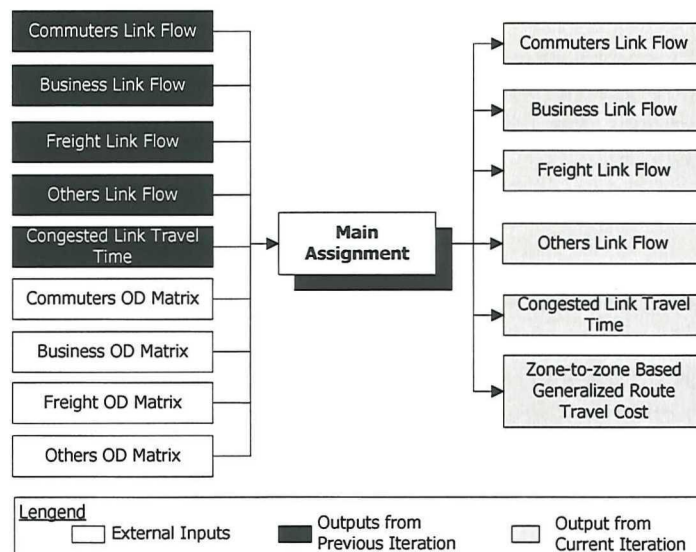 Commuters Link Flow
Business Link Flow
Freight Link Flow
Others Link Flow
Congested Link Travel
Time
Commuters OD Matrix
Business OD Matrix
Freight OD Matrix
Others OD Matrix
Main
Assignment
Commuters Link Flow
Business Link Flow
Freight Link Flow
Others Link Flow
Congested Link Travel
Time
Zone-to-zone Based
Generalized Route
Travel Cost
Lengend
External Inputs
Outputs from
Previous Iteration
Output from
Current Iteration